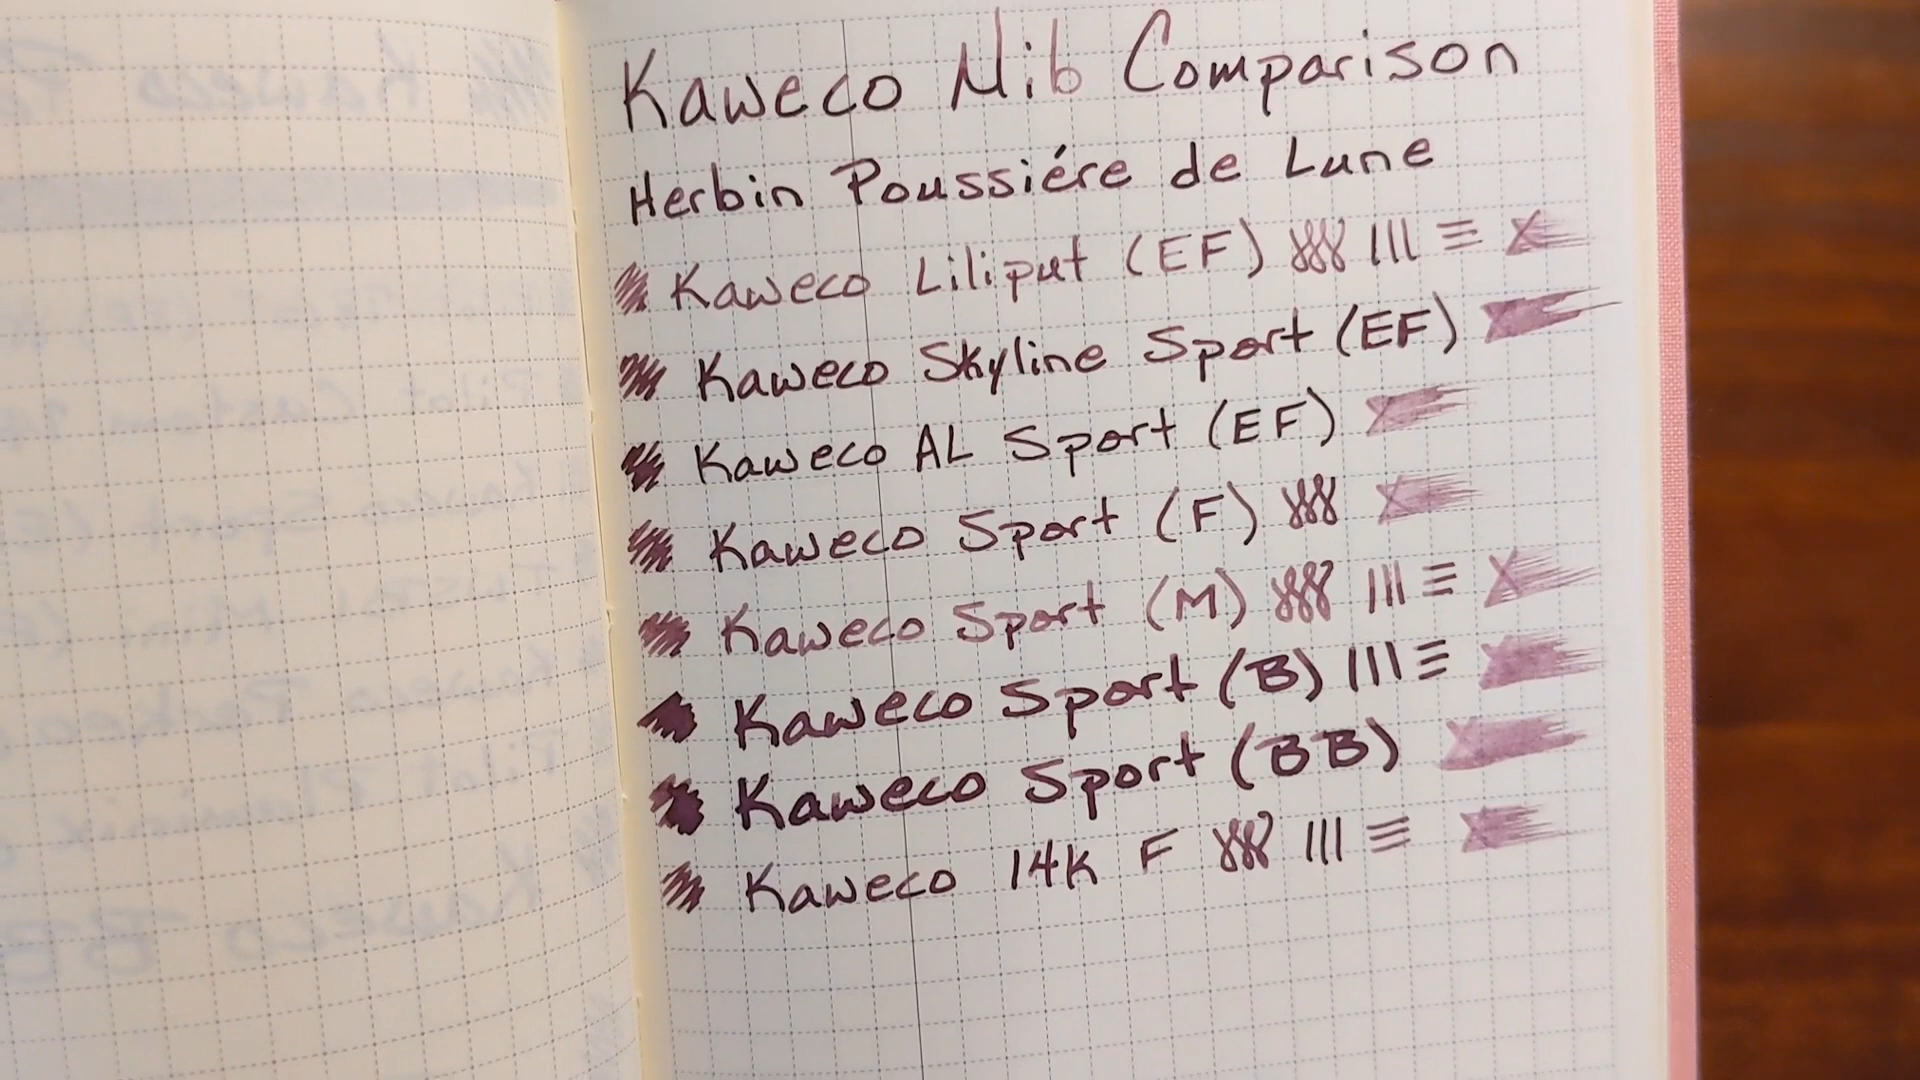 Kaweco Nib Comparison
Herbin Poussiére de Lune
Kaweco Liliput (EF)
Kaweco Skyline Sport (EF)
Kaweco AL Sport (EF)
Kaweco Sport (F)
Kaweco Sport (M)
Kaweco Sport (B)
Kaweco Sport (BB)
Kaweco 14K F